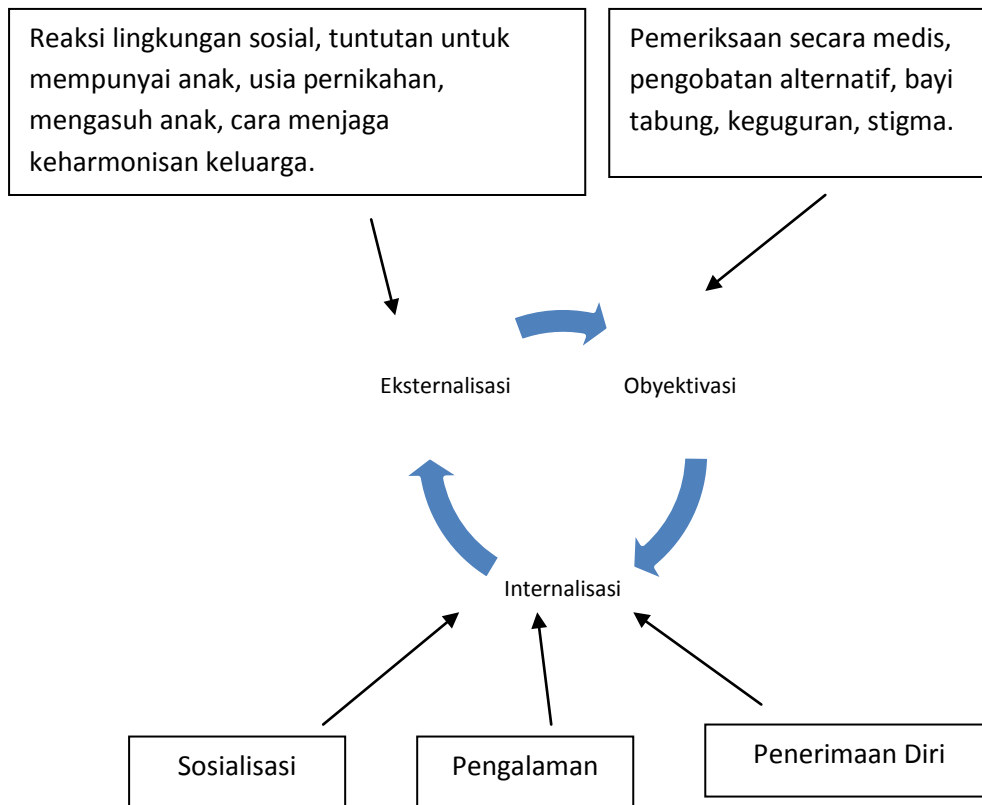 Reaksi lingkungan sosial, tuntutan untuk
mempunyai anak, usia pernikahan,
mengasuh anak, cara menjaga
keharmonisan keluarga.
Pemeriksaan secara medis,
pengobatan alternatif, bayi
tabung, keguguran, stigma.
Eksternalisasi
Obyektivasi
Internalisasi
Sosialisasi
Pengalaman
Penerimaan Diri